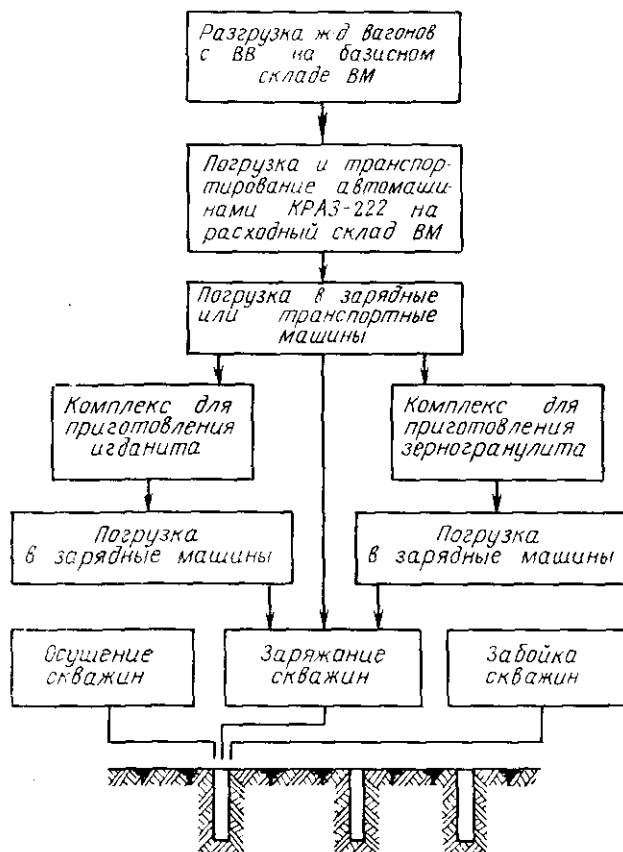 Разгрузка ж.д вагонов
с ВВ на базисном
складе ВМ
Погрузка и транспор-
тирование автомаши-
нами КРАЗ-222 на
расходный склад ВМ
Погрузка в зарядные
или транспортные
машины
Комплекс для
приготовления
игданита
Комплекс для
приготовления
зерногранулита
Погрузка
в зарядные машины
Погрузка
в зарядные машины
Осушение
скважин
Заряжание
скважин
Забойка
скважин